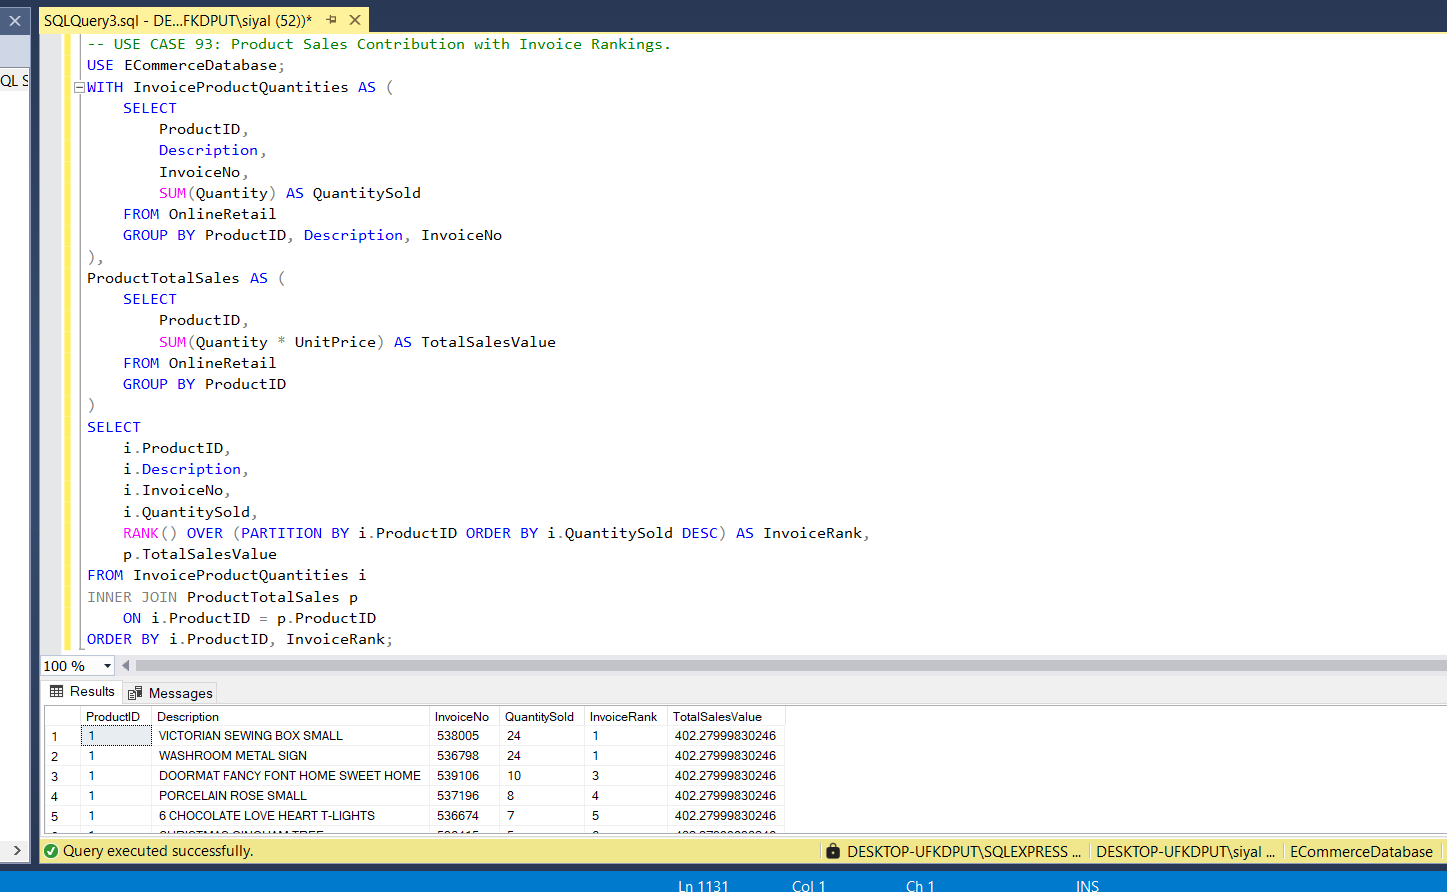 SQLQuery3.sql - DE...FKDPUT\siyal (52))*
QL S
-- USE CASE 93: Product Sales Contribution with Invoice Rankings.
USE ECommerceDatabase;
WITH InvoiceProductQuantities AS (
SELECT
ProductID,
Description,
InvoiceNo,
SUM(Quantity) AS QuantitySold
FROM OnlineRetail
GROUP BY ProductID, Description, InvoiceNo
),
ProductTotalSales AS (
SELECT
ProductID,
SUM(Quantity * UnitPrice) AS TotalSalesValue
FROM OnlineRetail
GROUP BY ProductID
)
SELECT
i.ProductID,
i.Description,
i.InvoiceNo,
i.QuantitySold,
RANK() OVER (PARTITION BY i.ProductID ORDER BY i.QuantitySold DESC) AS InvoiceRank,
p.TotalSalesValue
FROM InvoiceProductQuantities i
INNER JOIN ProductTotalSales p
ON i.ProductID = p.ProductID
ORDER BY i.ProductID, InvoiceRank;
100 %
Results Messages
ProductID Description InvoiceNo QuantitySold InvoiceRank TotalSalesValue
1 1 VICTORIAN SEWING BOX SMALL 538005 24 1 402.27999830246
2 1 WASHROOM METAL SIGN 536798 24 1 402.27999830246
3 1 DOORMAT FANCY FONT HOME SWEET HOME 539106 10 3 402.27999830246
4 1 PORCELAIN ROSE SMALL 537196 8 4 402.27999830246
5 1 6 CHOCOLATE LOVE HEART T-LIGHTS 536674 7 5 402.27999830246
Query executed successfully. DESKTOP-UFKDPUT\SQLEXPRESS ... DESKTOP-UFKDPUT\siyal ... ECommerceDatabase
Ln 1131 Col 1 Ch 1 INS